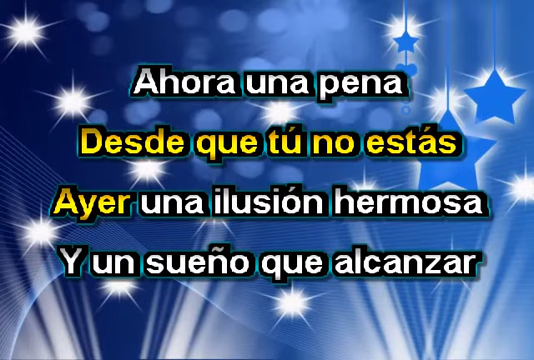 Ahora una pena
Desde que tú no estás
Ayer una ilusión hermosa
Y un sueño que alcanzar